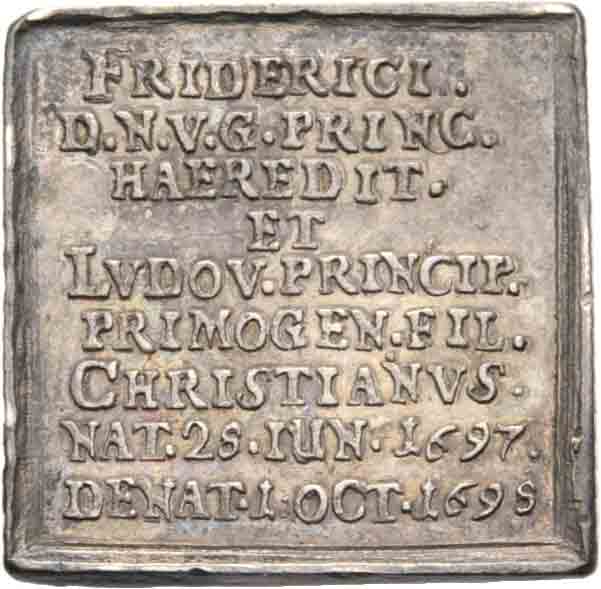 FRIDERICI.
D.N.V.G.PRINC.
HAEREDIT.
ET
LVDOV.PRINCIP.
PRIMOGEN.FIL.
CHRISTIANVS.
NAT.28.IUN.1697.
DENAT.1.OCT.1698